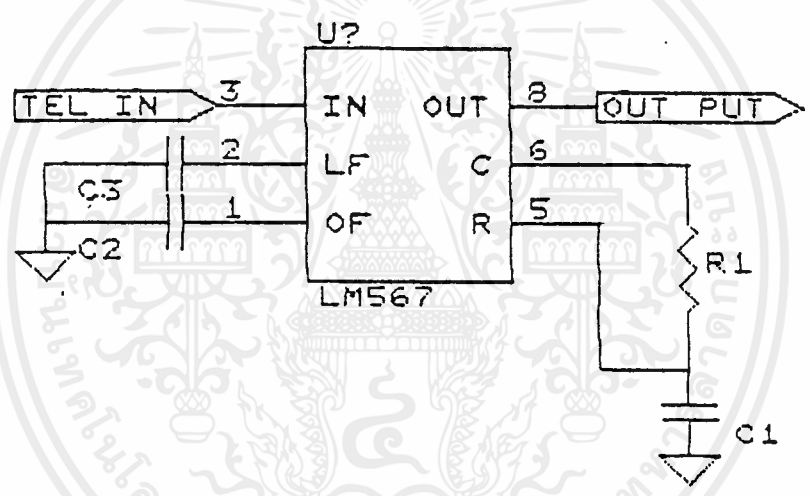 U?
TEL IN 3 IN OUT 8 OUT PUT
2 LF C 6
C3
1 OF R 5
C2
R1
LM567
C1